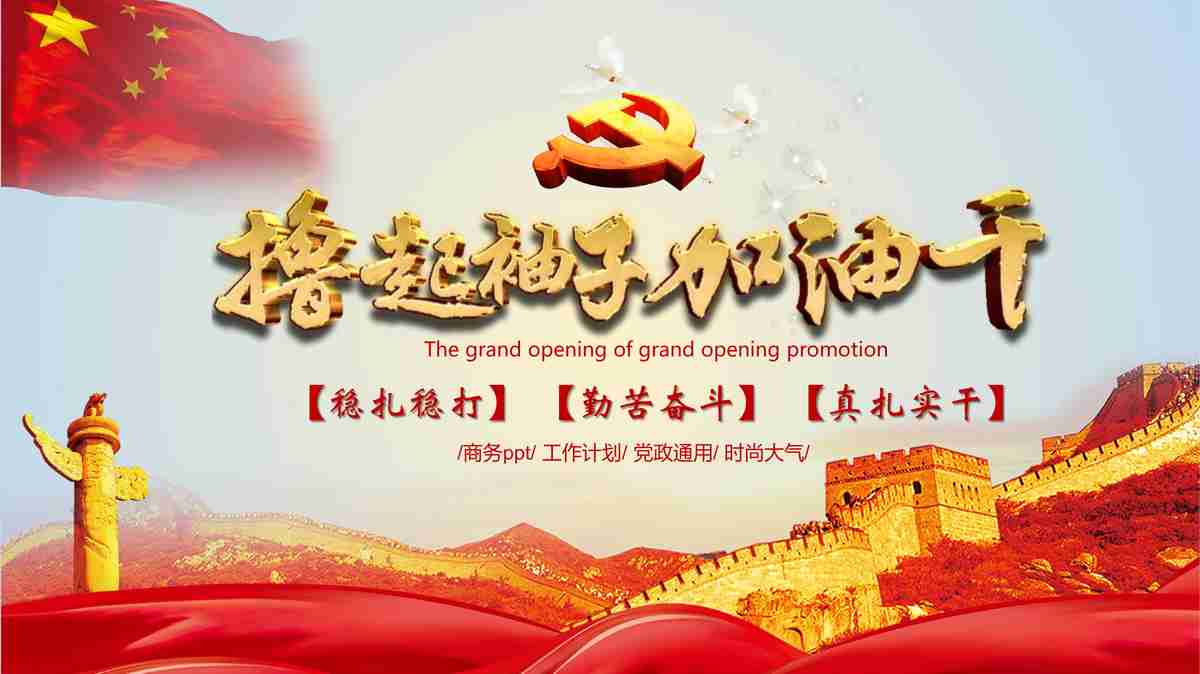 撸起袖子加油干
The grand opening of grand opening promotion
【稳扎稳打】 【勤苦奋斗】 【真扎实干】
/商务ppt/ 工作计划/ 党政通用/ 时尚大气/